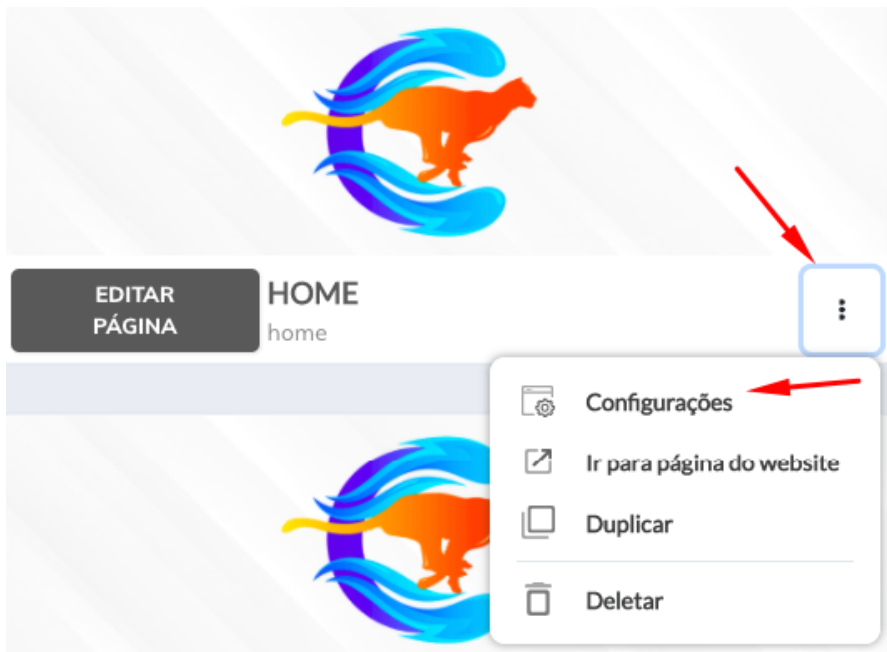 EDITAR
PÁGINA
HOME
home
Configurações
Ir para página do website
Duplicar
Deletar